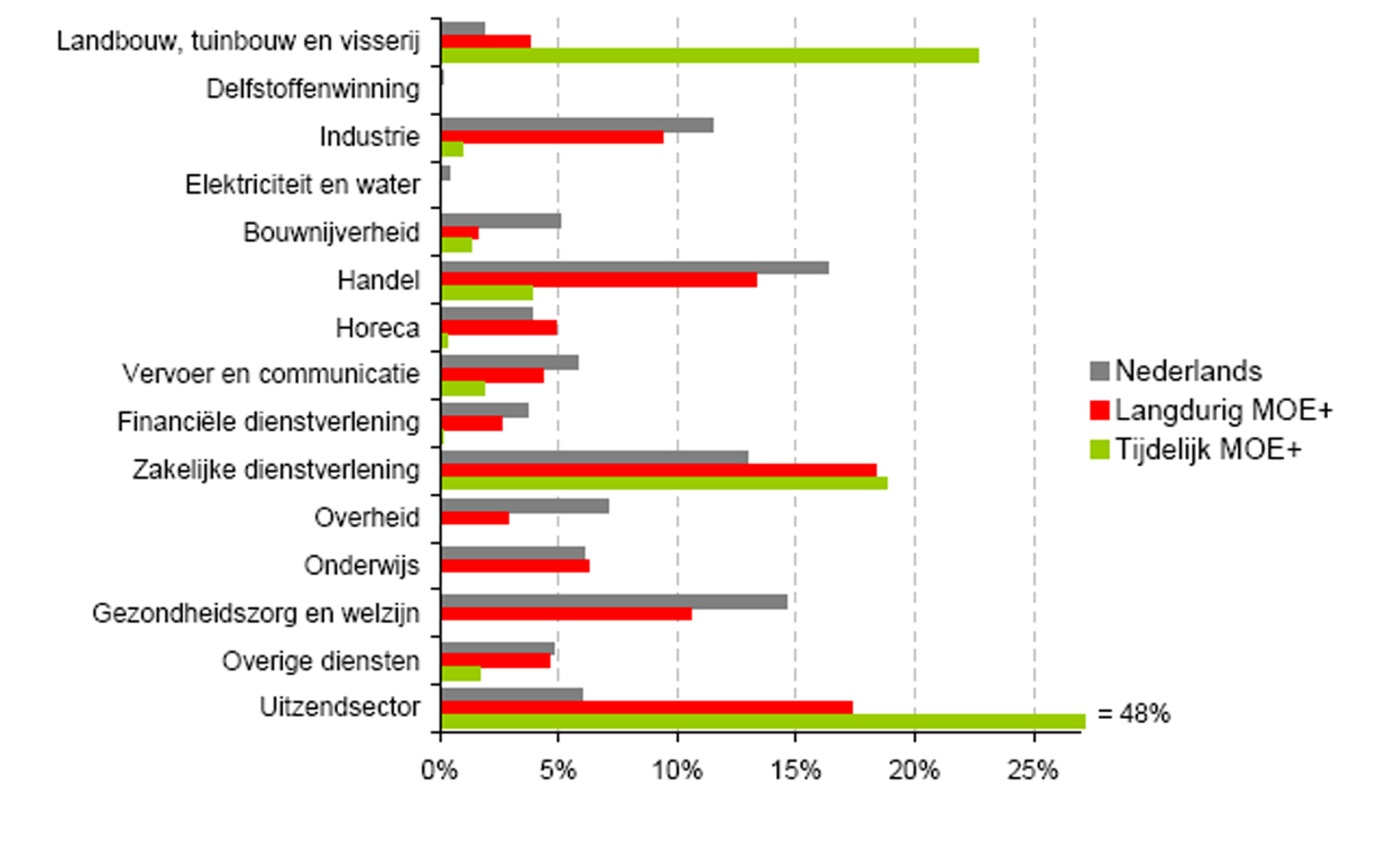 Landbouw, tuinbouw en visserij
Delfstoffenwinning
Industrie
Elektriciteit en water
Bouwnijverheid
Handel
Horeca
Vervoer en communicatie
Financiële dienstverlening
Zakelijke dienstverlening
Overheid
Onderwijs
Gezondheidszorg en welzijn
Overige diensten
Uitzendsector
= 48%
0% 5% 10% 15% 20% 25%
Nederlands
Langdurig MOE+
Tijdelijk MOE+